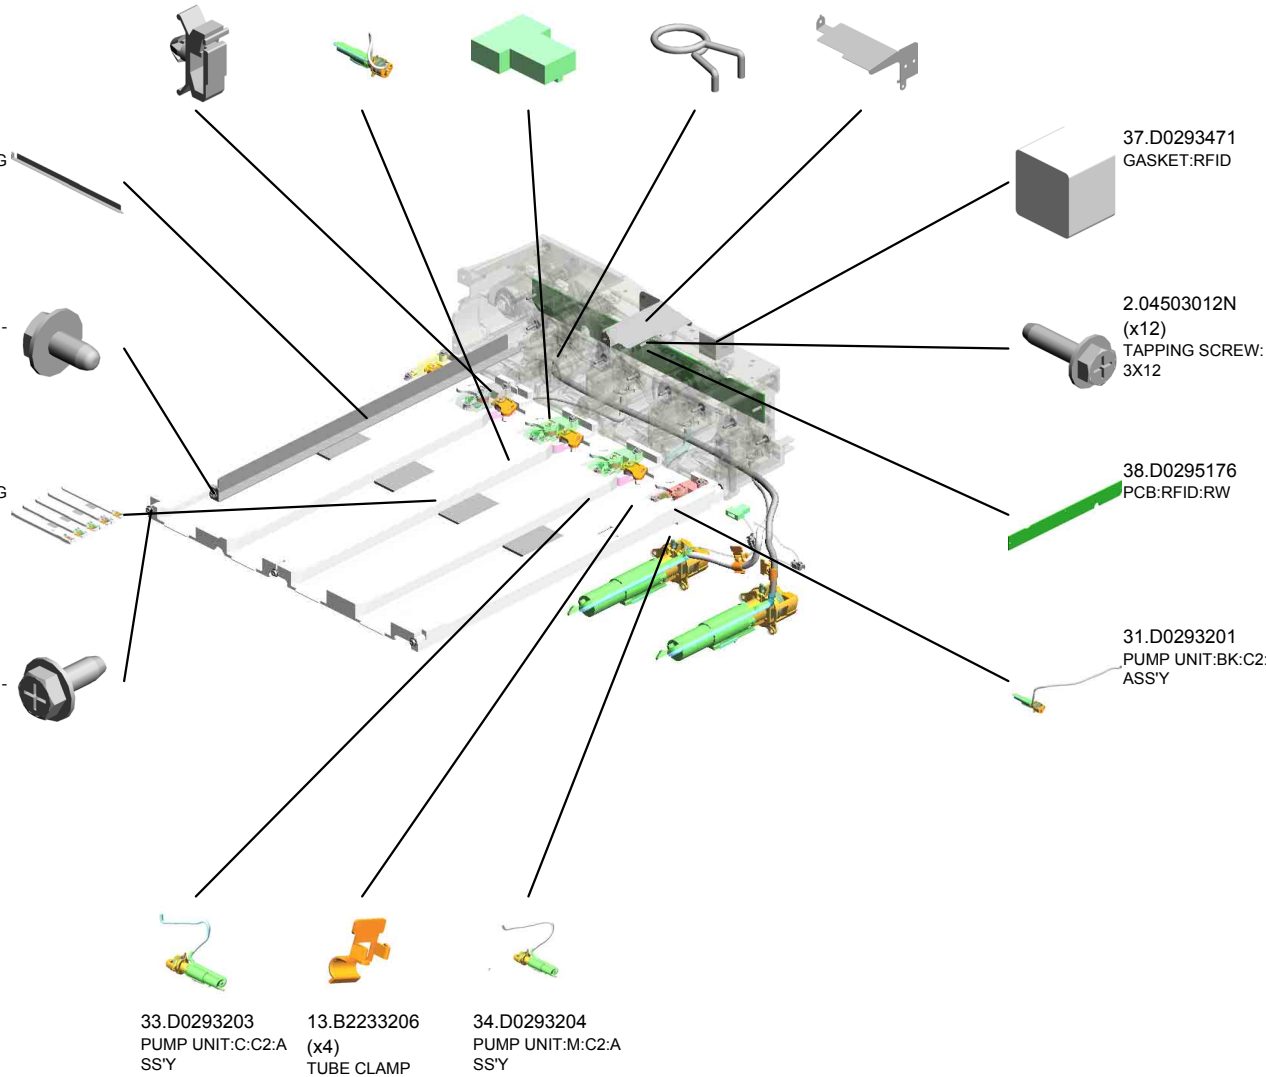 37.D0293471
GASKET:RFID
G
2.04503012N
(x12)
TAPPING SCREW:
3X12
-
38.D0295176
PCB:RFID:RW
G
31.D0293201
PUMP UNIT:BK:C2:
ASS'Y
-
33.D0293203
PUMP UNIT:C:C2:A
SS'Y
13.B2233206
(x4)
TUBE CLAMP
34.D0293204
PUMP UNIT:M:C2:A
SS'Y